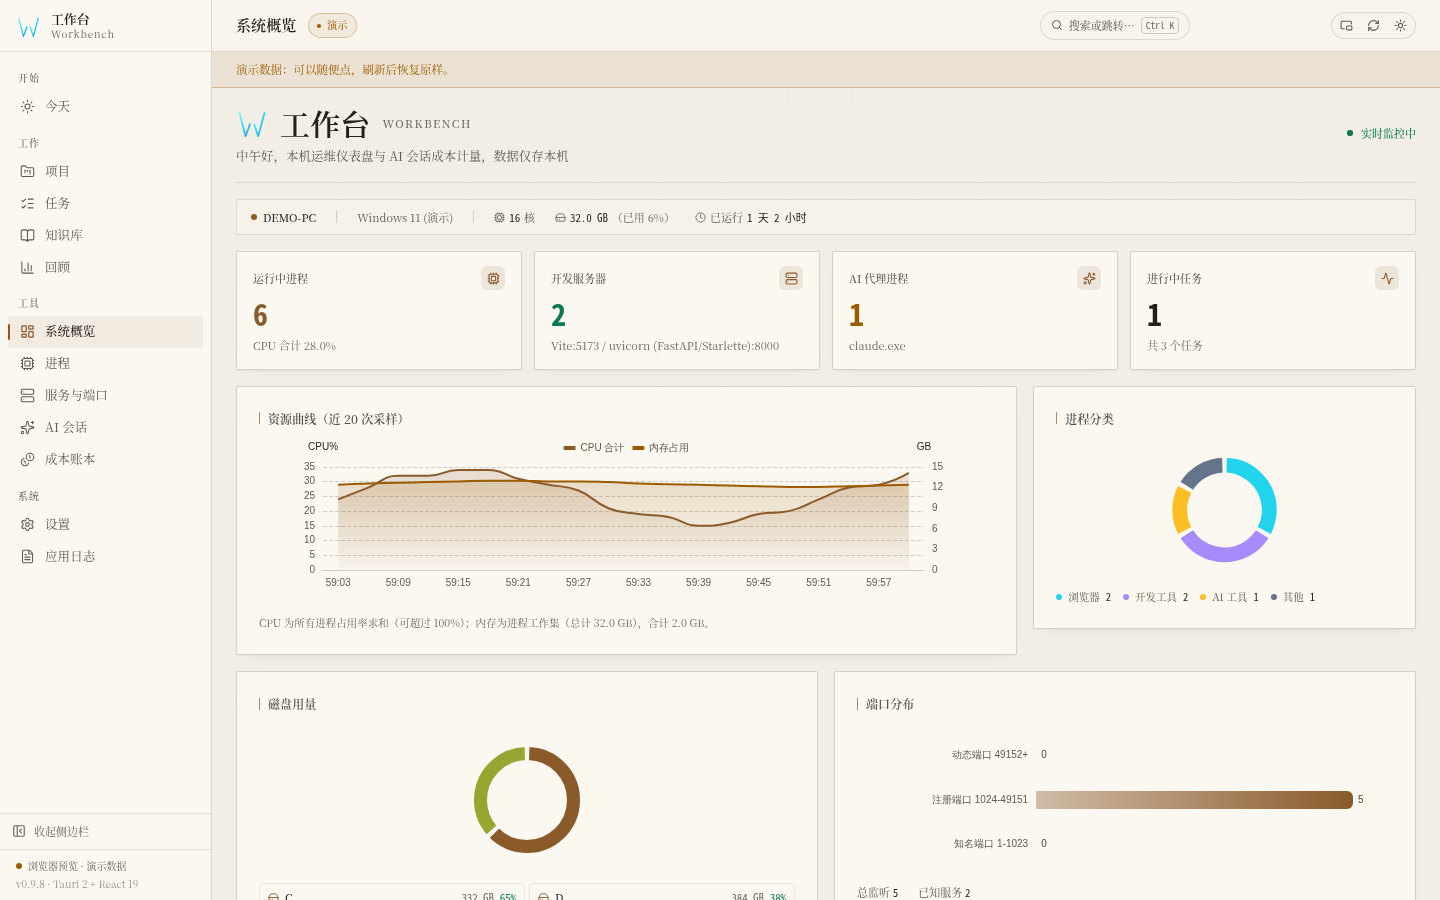 工作台
Workbench
开始
今天
工作
项目
任务
知识库
回顾
工具
系统概览
进程
服务与端口
AI 会话
成本账本
系统
设置
应用日志
收起侧边栏
浏览器预览 · 演示数据
v0.9.8 · Tauri 2 + React 19
系统概览
演示
搜索或跳转… Ctrl K
演示数据：可以随便点，刷新后恢复原样。
工作台 WORKBENCH
中午好，本机运维仪表盘与 AI 会话成本计量，数据仅存本机
实时监控中
DEMO-PC Windows 11 (演示) 16 核 32.0 GB （已用 6%） 已运行 1 天 2 小时
运行中进程
6
CPU 合计 28.0%
开发服务器
2
Vite:5173 / uvicorn (FastAPI/Starlette):8000
AI 代理进程
1
claude.exe
进行中任务
1
共 3 个任务
资源曲线（近 20 次采样）
CPU% CPU 合计 内存占用 GB
35 15
30 12
25
20 9
15 6
10
5 3
0 0
59:03 59:09 59:15 59:21 59:27 59:33 59:39 59:45 59:51 59:57
CPU 为所有进程占用率求和（可超过 100%）；内存为进程工作集（总计 32.0 GB），合计 2.0 GB。
进程分类
浏览器 2 开发工具 2 AI 工具 1 其他 1
磁盘用量
C 332 GB 65% D 384 GB 38%
端口分布
动态端口 49152+ 0
注册端口 1024-49151 5
知名端口 1-1023 0
总监听 5 已知服务 2